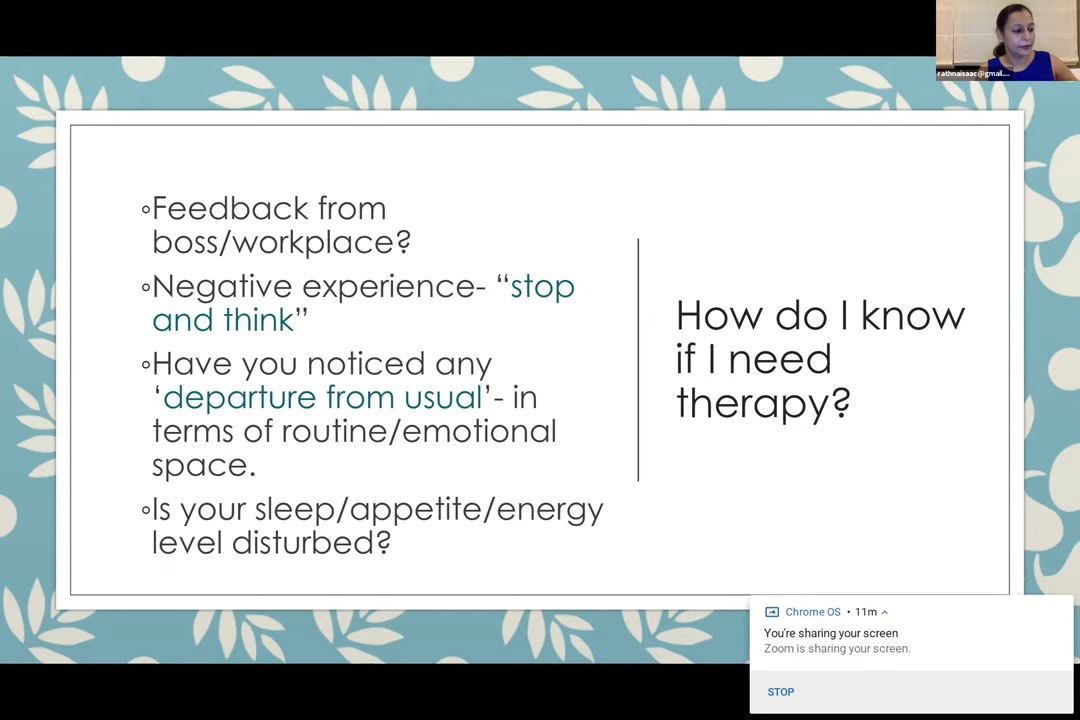 rathnaisaac@gmail....
◦Feedback from
boss/workplace?
◦Negative experience- “stop
and think”
◦Have you noticed any
‘departure from usual’- in
terms of routine/emotional
space.
◦Is your sleep/appetite/energy
level disturbed?
How do I know
if I need
therapy?
Chrome OS • 11m
You're sharing your screen
Zoom is sharing your screen.
STOP